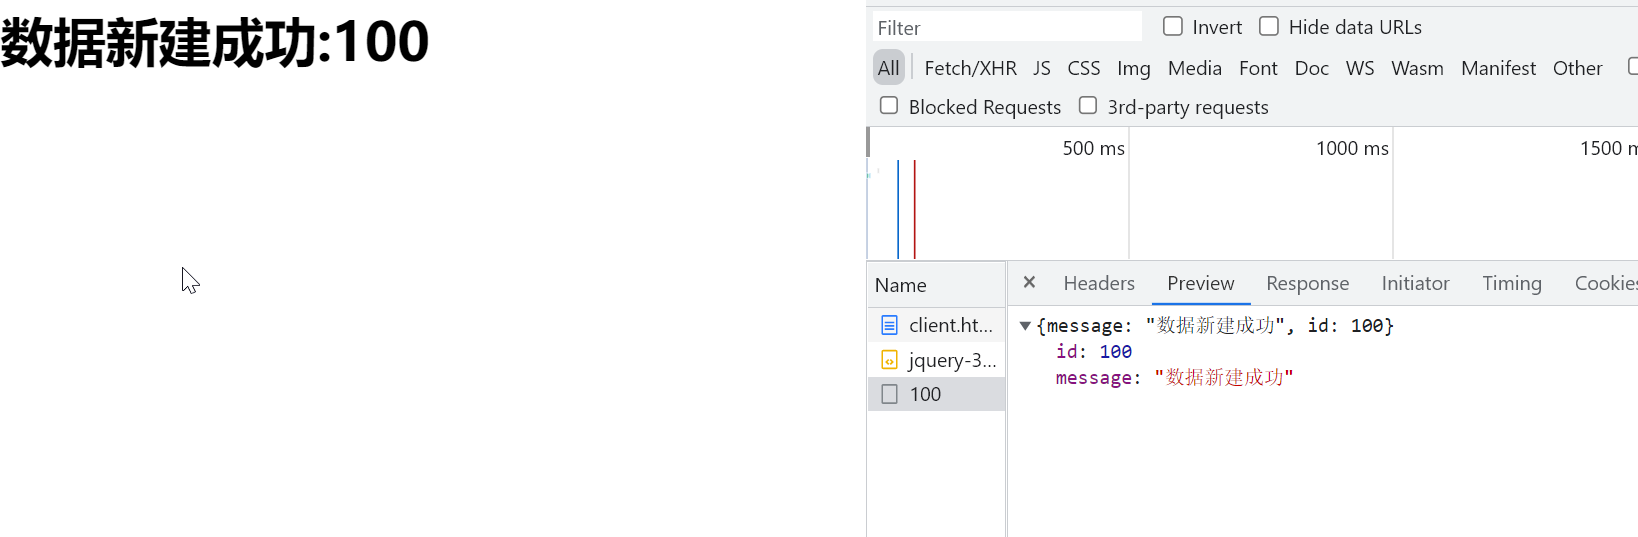 数据新建成功:100
Filter Invert Hide data URLs
All Fetch/XHR JS CSS Img Media Font Doc WS Wasm Manifest Other
Blocked Requests 3rd-party requests
500 ms 1000 ms 1500 m
Name
client.ht...
jquery-3...
100
× Headers Preview Response Initiator Timing Cookies
▼{message: "数据新建成功", id: 100}
id: 100
message: "数据新建成功"